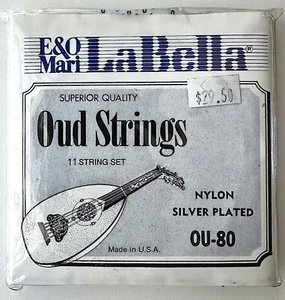 E&O
Mari
LaBella®
$29.50
SUPERIOR QUALITY
Oud Strings
11 STRING SET
NYLON
SILVER PLATED
Made in U.S.A.
OU-80